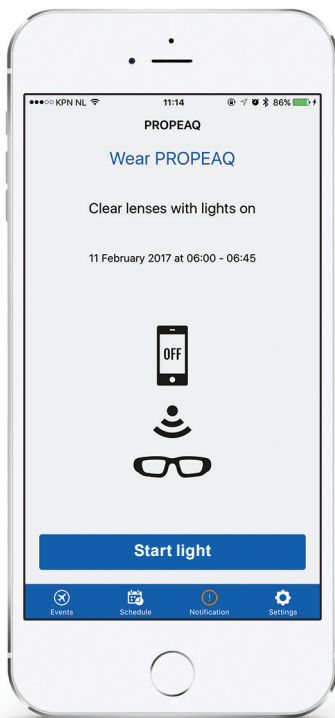 KPN NL
11:14
86%
PROPEAQ
Wear PROPEAQ
Clear lenses with lights on
11 February 2017 at 06:00 - 06:45
OFF
Start light
Events
Schedule
Notification
Settings